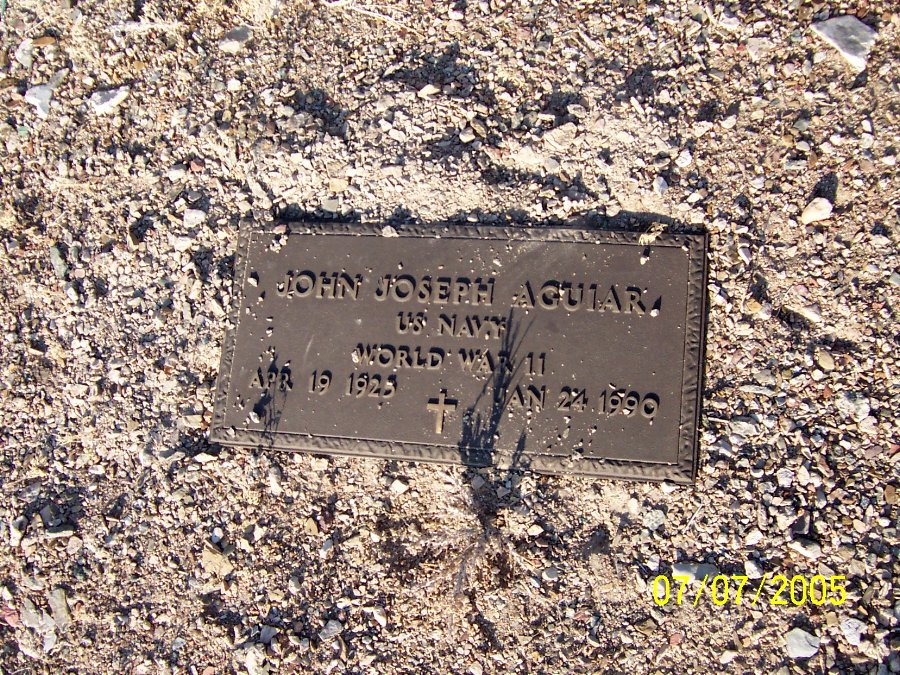 JOHN JOSEPH AGUIAR
US NAVY
WORLD WAR II
APR 19 1925 JAN 24 1990
07/07/2005